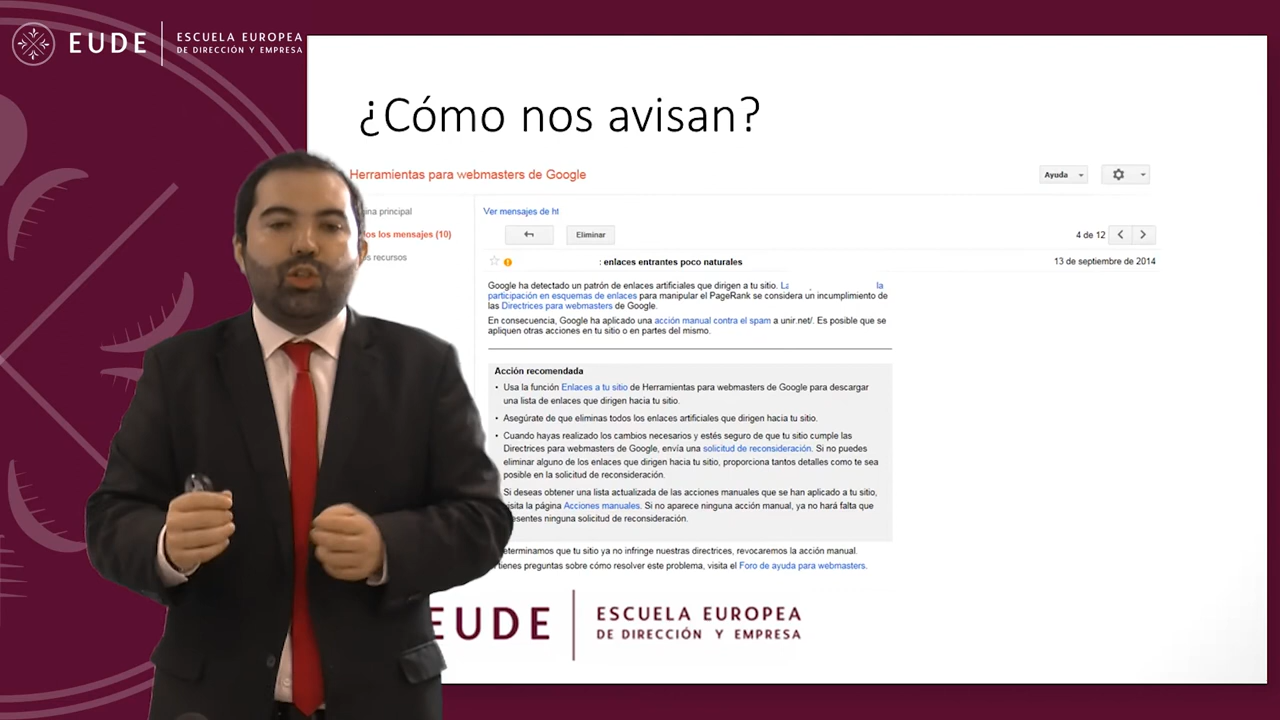 EUDE
ESCUELA EUROPEA
DE DIRECCIÓN Y EMPRESA
¿Cómo nos avisan?
Herramientas para webmasters de Google
Ayuda
ina principal
os los mensajes (10)
s recursos
Ver mensajes de ht
Eliminar
4 de 12
: enlaces entrantes poco naturales
13 de septiembre de 2014
Google ha detectado un patrón de enlaces artificiales que dirigen a tu sitio. La la
participación en esquemas de enlaces para manipular el PageRank se considera un incumplimiento de
las Directrices para webmasters de Google.
En consecuencia, Google ha aplicado una acción manual contra el spam a unir.net/. Es posible que se
apliquen otras acciones en tu sitio o en partes del mismo.
Acción recomendada
• Usa la función Enlaces a tu sitio de Herramientas para webmasters de Google para descargar
una lista de enlaces que dirigen hacia tu sitio.
• Asegúrate de que eliminas todos los enlaces artificiales que dirigen hacia tu sitio.
• Cuando hayas realizado los cambios necesarios y estés seguro de que tu sitio cumple las
Directrices para webmasters de Google, envía una solicitud de reconsideración. Si no puedes
eliminar alguno de los enlaces que dirigen hacia tu sitio, proporciona tantos detalles como te sea
posible en la solicitud de reconsideración.
Si deseas obtener una lista actualizada de las acciones manuales que se han aplicado a tu sitio,
isita la página Acciones manuales. Si no aparece ninguna acción manual, ya no hará falta que
esentes ninguna solicitud de reconsideración.
eterminamos que tu sitio ya no infringe nuestras directrices, revocaremos la acción manual.
tienes preguntas sobre cómo resolver este problema, visita el Foro de ayuda para webmasters.
EUDE
ESCUELA EUROPEA
DE DIRECCIÓN Y EMPRESA